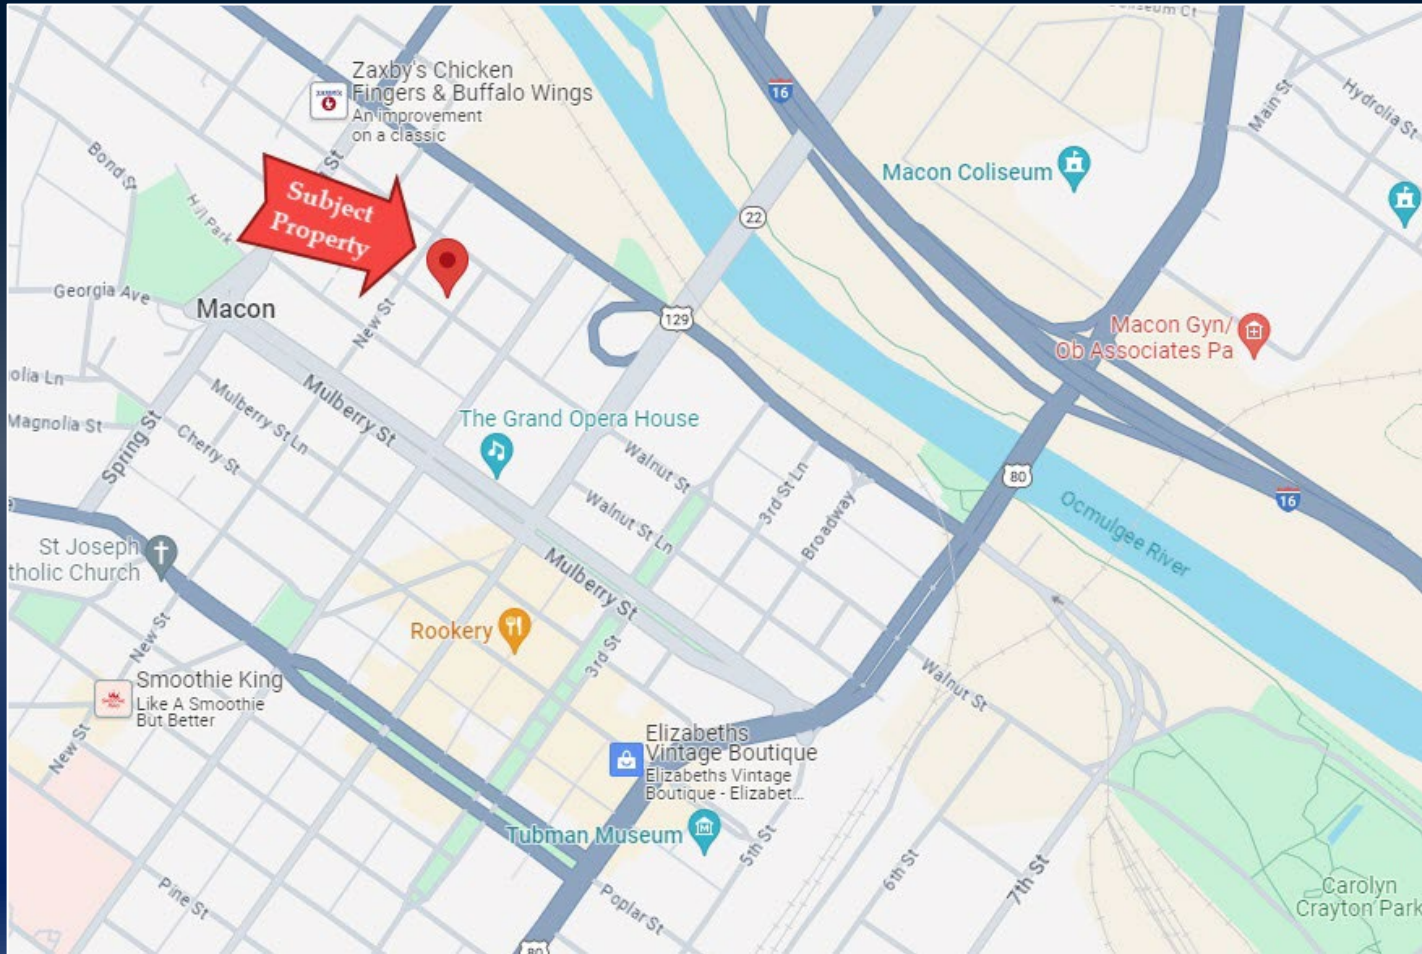 Zaxby's Chicken
Fingers & Buffalo Wings
An improvement
on a classic
16
Main St
Hydrolia St
Bond St
St
Macon Coliseum
Subject
Property
Hill Park
22
Georgia Ave
Macon
New St
129
Macon Gyn/
Ob Associates Pa
Magnolia St
Mulberry St Ln
Mulberry St
The Grand Opera House
Spring St
Cherry St
Walnut St
3rd St Ln
80
16
Walnut St Ln
Broadway
Ocmulgee River
St Joseph
tholic Church
Mulberry St
New St
Rookery
3rd St
Walnut St
Smoothie King
Like A Smoothie
But Better
New St
Elizabeths
Vintage Boutique
Elizabeths Vintage
Boutique - Elizabet...
Tubman Museum
5th St
6th St
7th St
Pine St
Poplar St
Carolyn
Crayton Park
80